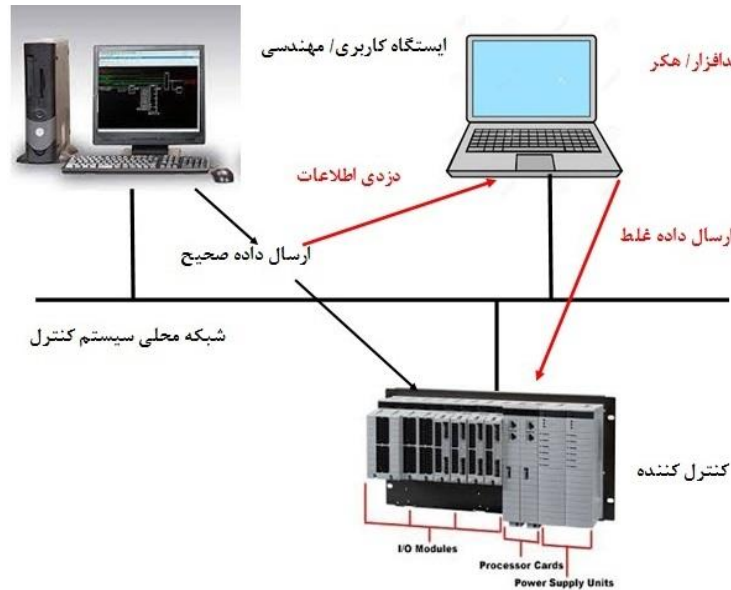 ایستگاه کاربری/ مهندسی
دافزار/ هکر
دزدی اطلاعات
ارسال داده غلط
ارسال داده صحیح
شبکه محلی سیستم کنترل
کنترل کننده
I/O Modules
Processor Cards
Power Supply Units